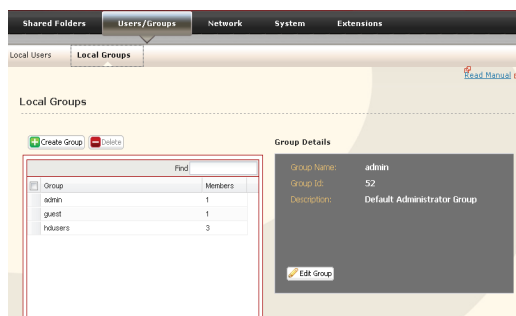 Shared Folders Users/Groups Network System Extensions
Local Users Local Groups
Read Manual
Local Groups
Create Group Delete
Group Details
Find
Group Members
admin 1
guest 1
hdusers 3
Group Name: admin
Group Id: 52
Description: Default Administrator Group
Edit Group